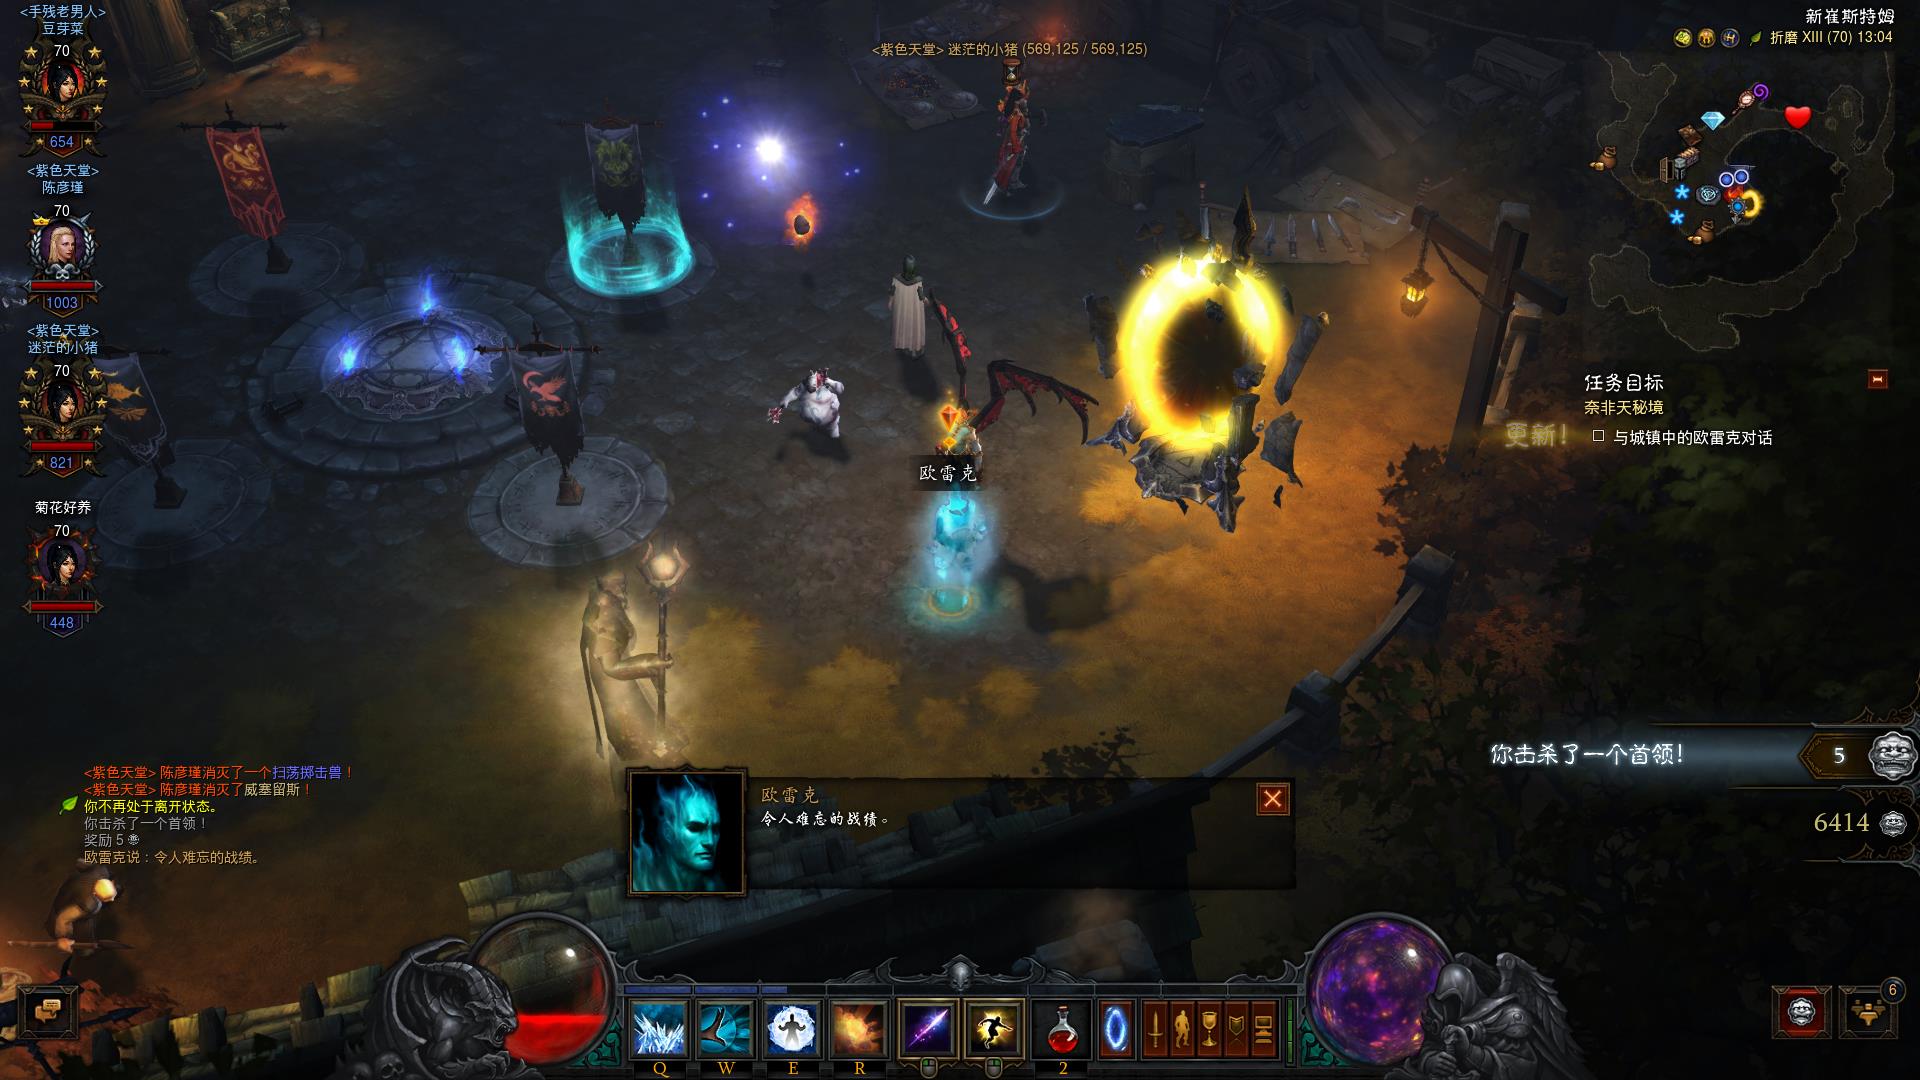 <手残老男人>
豆芽菜
70
654
<紫色天堂>
陈彦瑾
70
1003
<紫色天堂>
迷茫的小猪
70
821
菊花好养
70
448
<紫色天堂> 迷茫的小猪 (569,125 / 569,125)
新崔斯特姆
折磨 XIII (70) 13:04
任务目标
奈非天秘境
更新!
与城镇中的欧雷克对话
欧雷克
你击杀了一个首领!
5
6414
<紫色天堂> 陈彦瑾消灭了一个扫荡掷击兽！
<紫色天堂> 陈彦瑾消灭了威塞留斯！
你不再处于离开状态。
你击杀了一个首领！
奖励 5
欧雷克说：令人难忘的战绩。
欧雷克
令人难忘的战绩。
Q
W
E
R
2
6